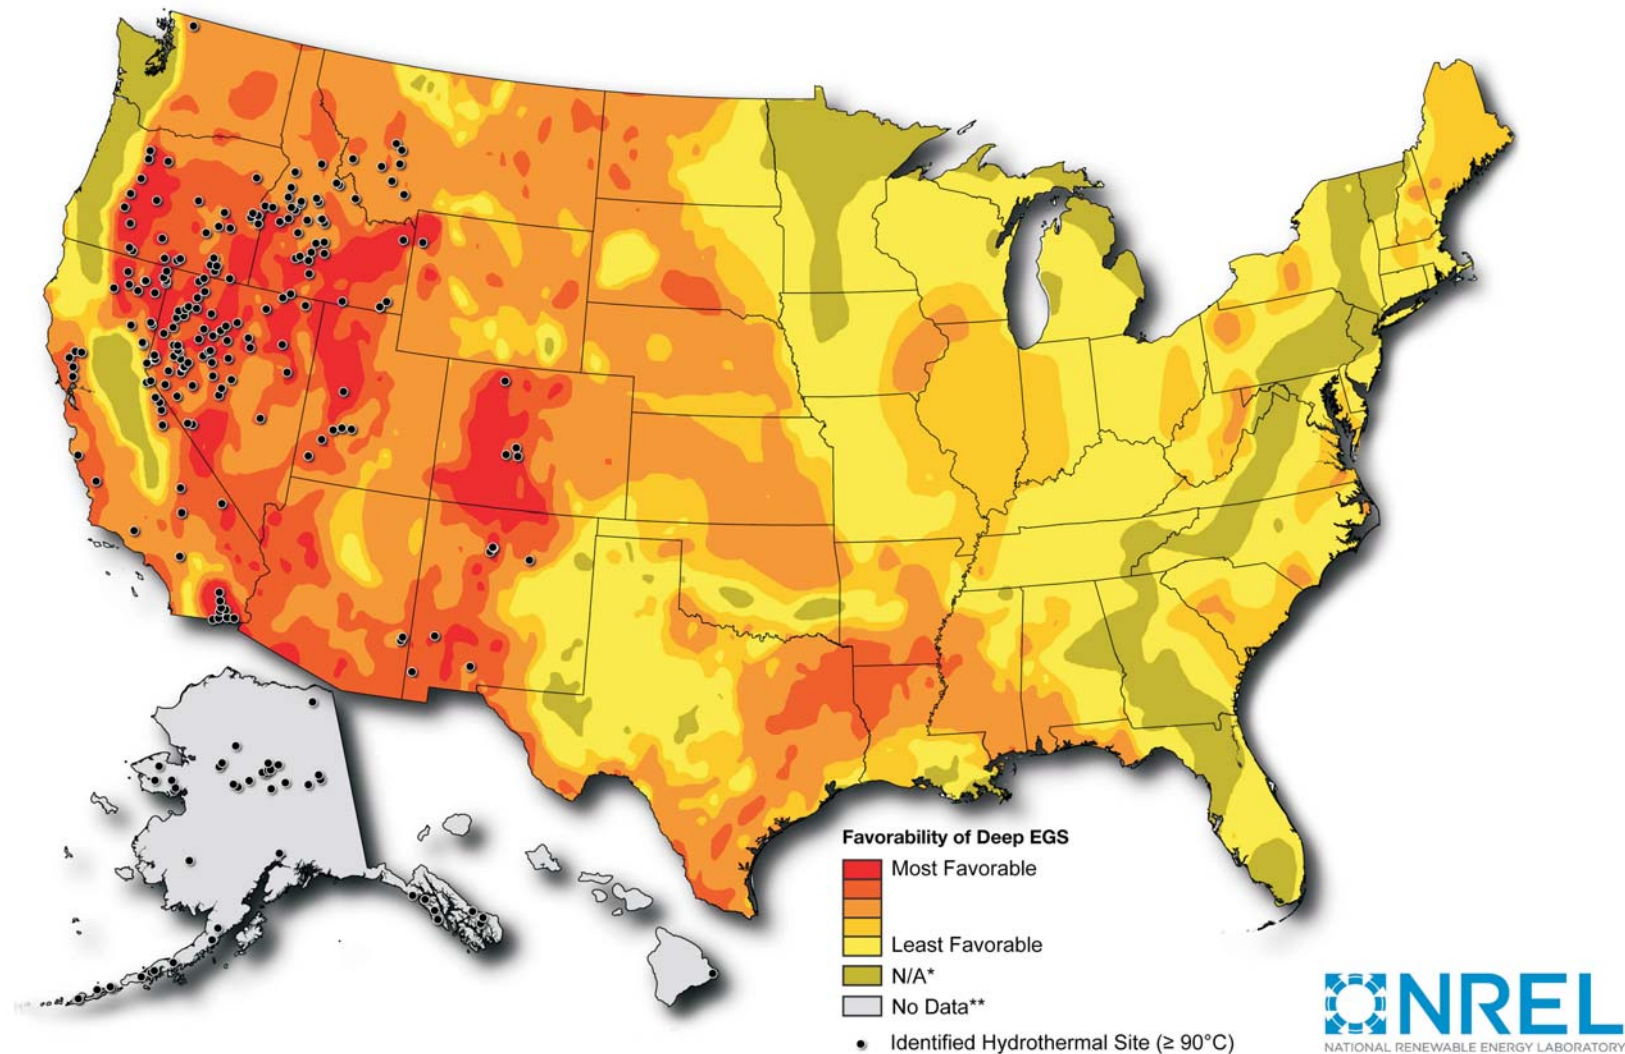 Favorability of Deep EGS
Most Favorable
Least Favorable
N/A*
No Data**
Identified Hydrothermal Site (≥ 90°C)
NREL
NATIONAL RENEWABLE ENERGY LABORATORY